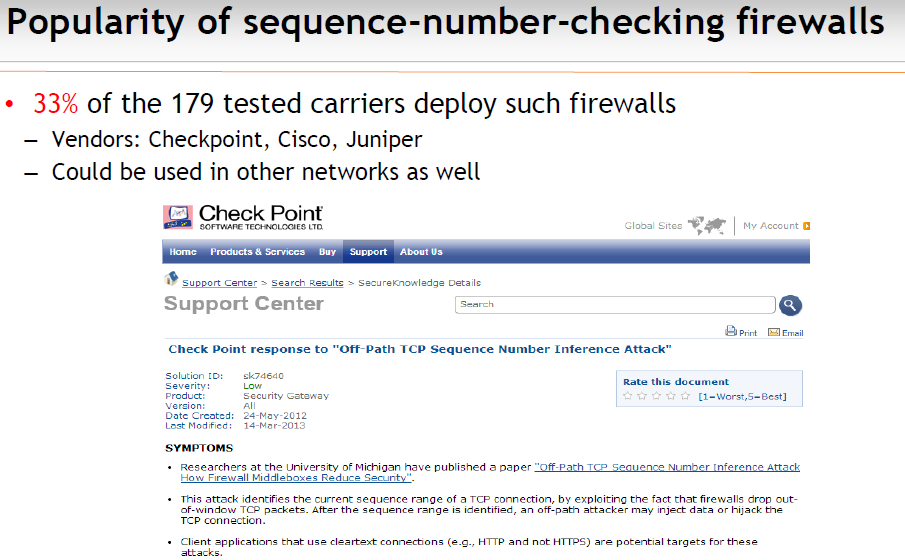 Popularity of sequence-number-checking firewalls
• 33% of the 179 tested carriers deploy such firewalls
– Vendors: Checkpoint, Cisco, Juniper
– Could be used in other networks as well
Check Point
SOFTWARE TECHNOLOGIES LTD.
Global Sites | My Account
Home Products & Services Buy Support About Us
Support Center > Search Results > SecureKnowledge Details
Support Center
Search
Print Email
Check Point response to "Off-Path TCP Sequence Number Inference Attack"
Solution ID: sk74640
Severity: Low
Product: Security Gateway
Version: All
Date Created: 24-May-2012
Last Modified: 14-Mar-2013
Rate this document
[1=Worst,5=Best]
SYMPTOMS
• Researchers at the University of Michigan have published a paper "Off-Path TCP Sequence Number Inference Attack
How Firewall Middleboxes Reduce Security".
• This attack identifies the current sequence range of a TCP connection, by exploiting the fact that firewalls drop out-
of-window TCP packets. After the sequence range is identified, an off-path attacker may inject data or hijack the
TCP connection.
• Client applications that use cleartext connections (e.g., HTTP and not HTTPS) are potential targets for these
attacks.